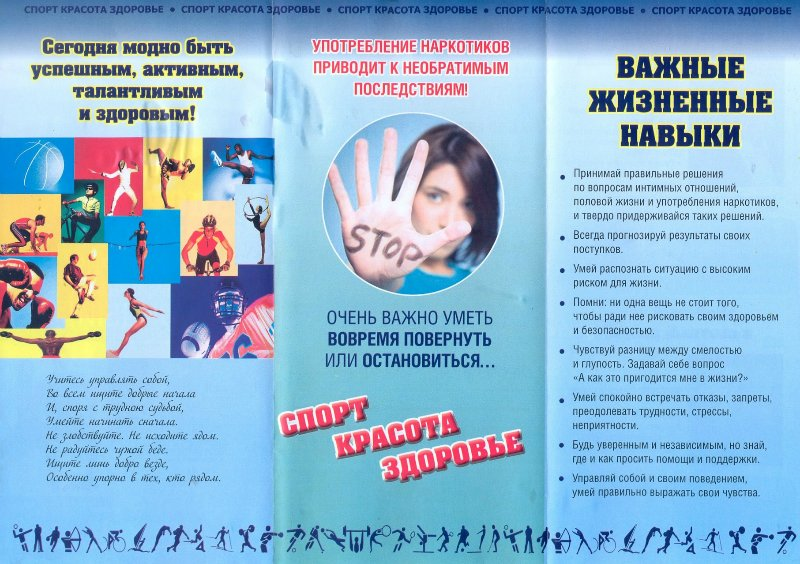 СПОРТ КРАСОТА ЗДОРОВЬЕ • СПОРТ КРАСОТА ЗДОРОВЬЕ • СПОРТ КРАСОТА ЗДОРОВЬЕ • СПОРТ КРАСОТА ЗДОРОВЬЕ • СПОРТ КРАСОТА ЗДОРОВЬЕ
Сегодня модно быть
успешным, активным,
талантливым
и здоровым!
Учитесь управлять собой,
Во всем ищите добрые начала
И, споря с трудною судьбой,
Умейте начинать сначала.
Не злобствуйте. Не исходите ядом.
Не радуйтесь чужой беде.
Ищите лишь добро везде,
Особенно упорно в тех, кто рядом.
УПОТРЕБЛЕНИЕ НАРКОТИКОВ
ПРИВОДИТ К НЕОБРАТИМЫМ
ПОСЛЕДСТВИЯМ!
STOP
ОЧЕНЬ ВАЖНО УМЕТЬ
ВОВРЕМЯ ПОВЕРНУТЬ
ИЛИ ОСТАНОВИТЬСЯ...
СПОРТ
КРАСОТА
ЗДОРОВЬЕ
ВАЖНЫЕ
ЖИЗНЕННЫЕ
НАВЫКИ
• Принимай правильные решения
по вопросам интимных отношений,
половой жизни и употребления наркотиков,
и твердо придерживайся таких решений.
• Всегда прогнозируй результаты своих
поступков.
• Умей распознать ситуацию с высоким
риском для жизни.
• Помни: ни одна вещь не стоит того,
чтобы ради нее рисковать своим здоровьем
и безопасностью.
• Чувствуй разницу между смелостью
и глупость. Задавай себе вопрос
«А как это пригодится мне в жизни?»
• Умей спокойно встречать отказы, запреты,
преодолевать трудности, стрессы,
неприятности.
• Будь уверенным и независимым, но знай,
где и как просить помощи и поддержки.
• Управляй собой и своим поведением,
умей правильно выражать свои чувства.